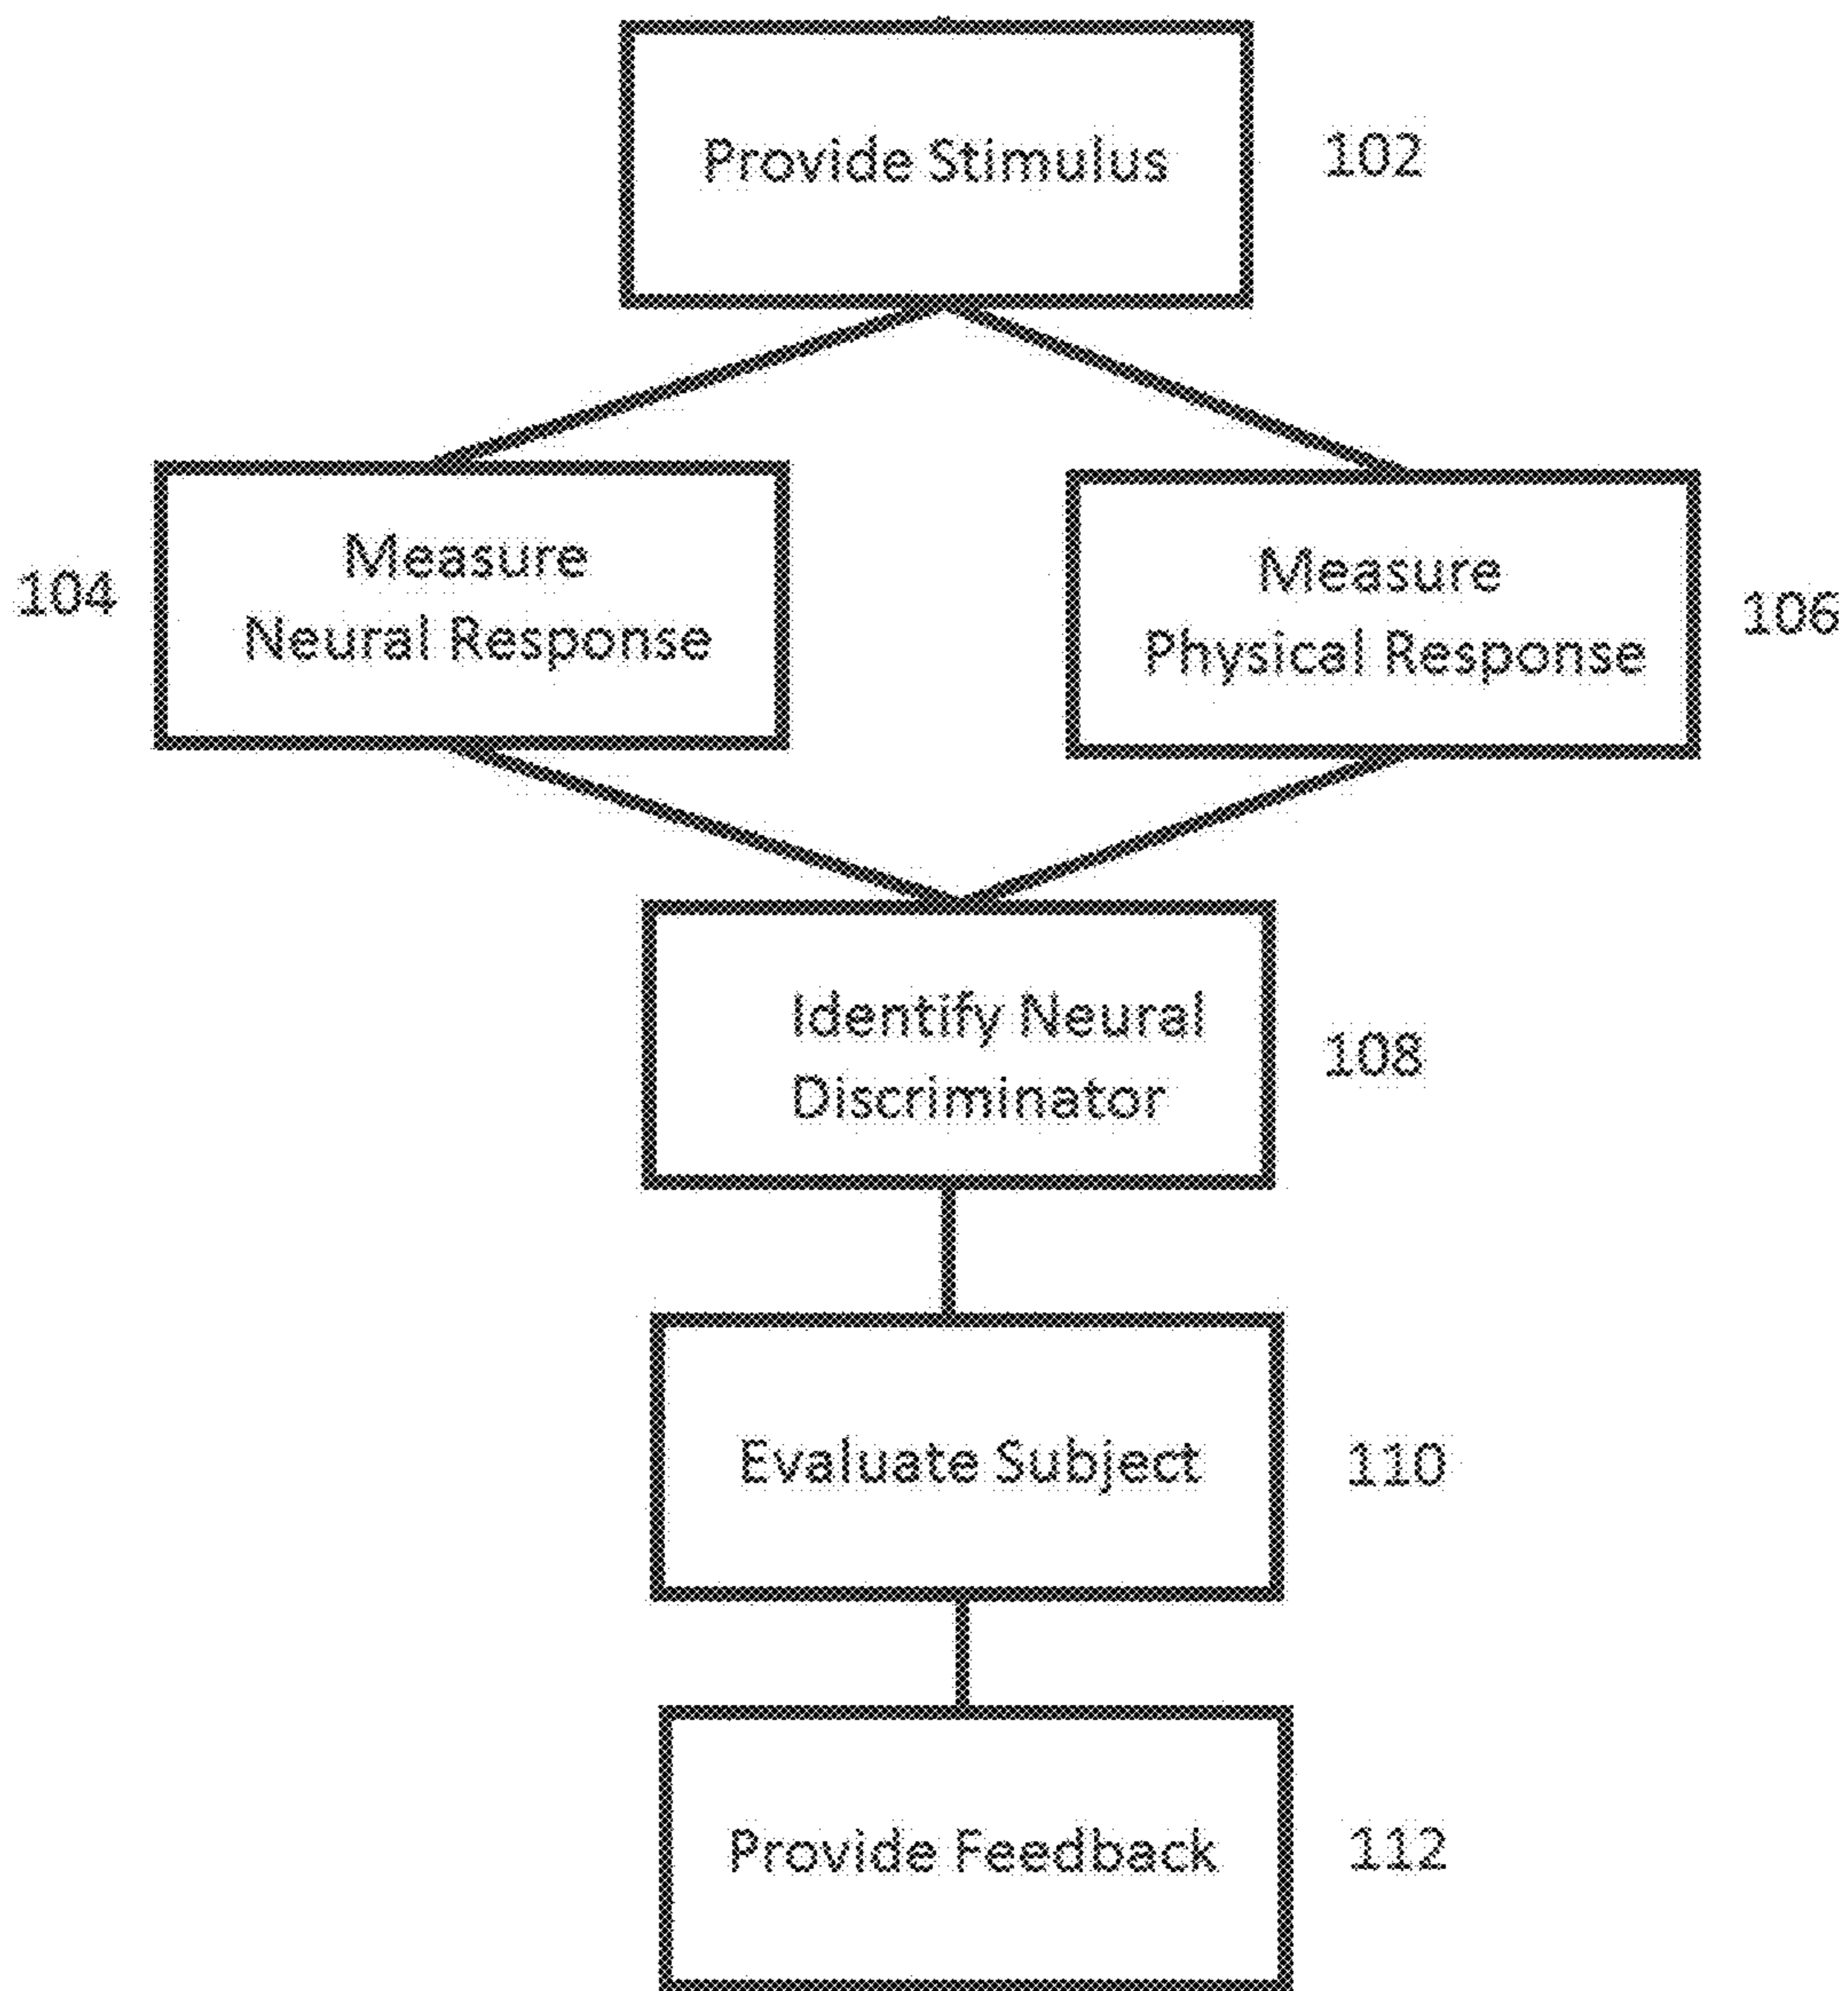 Provide Stimulus
102
104
Measure
Neural Response
Measure
Physical Response
106
Identify Neural
Discriminator
108
Evaluate Subject
110
Provide Feedback
112